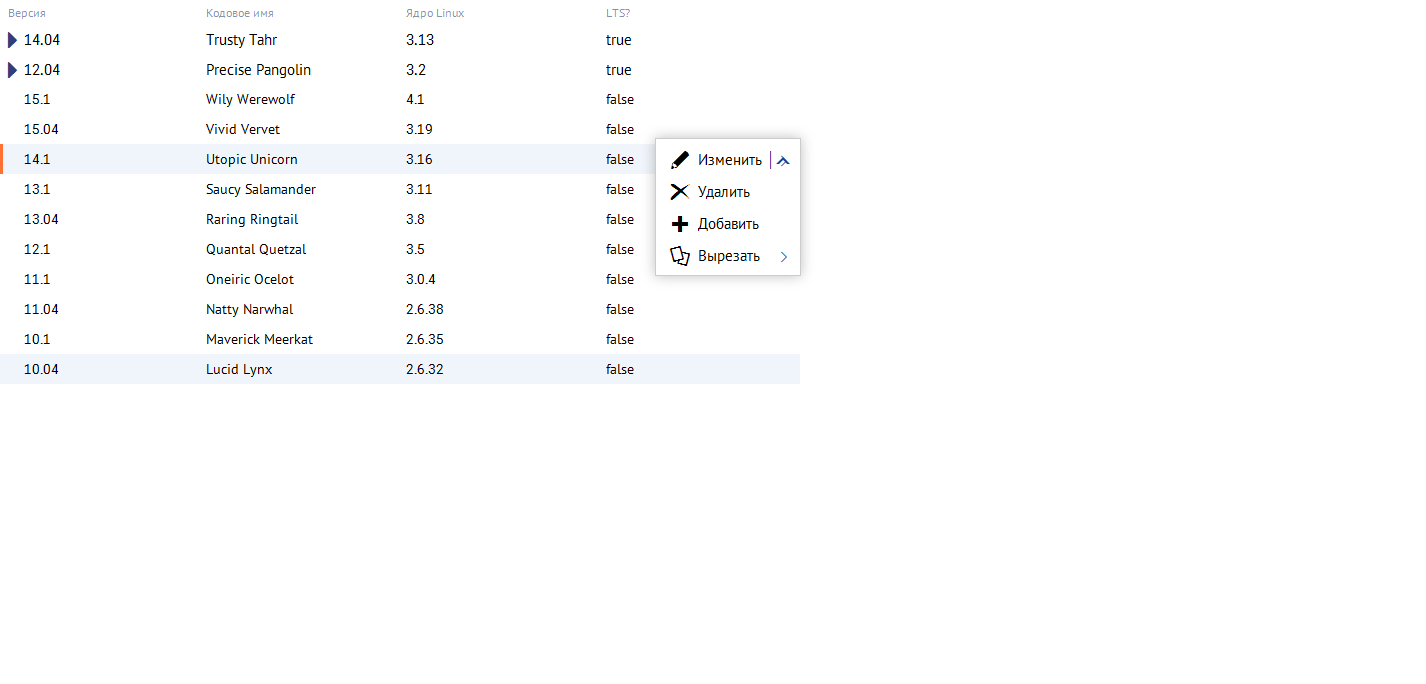 Версия Кодовое имя Ядро Linux LTS?
14.04 Trusty Tahr 3.13 true
12.04 Precise Pangolin 3.2 true
15.1 Wily Werewolf 4.1 false
15.04 Vivid Vervet 3.19 false
14.1 Utopic Unicorn 3.16 false Изменить
13.1 Saucy Salamander 3.11 false Удалить
13.04 Raring Ringtail 3.8 false Добавить
12.1 Quantal Quetzal 3.5 false Вырезать
11.1 Oneiric Ocelot 3.0.4 false
11.04 Natty Narwhal 2.6.38 false
10.1 Maverick Meerkat 2.6.35 false
10.04 Lucid Lynx 2.6.32 false